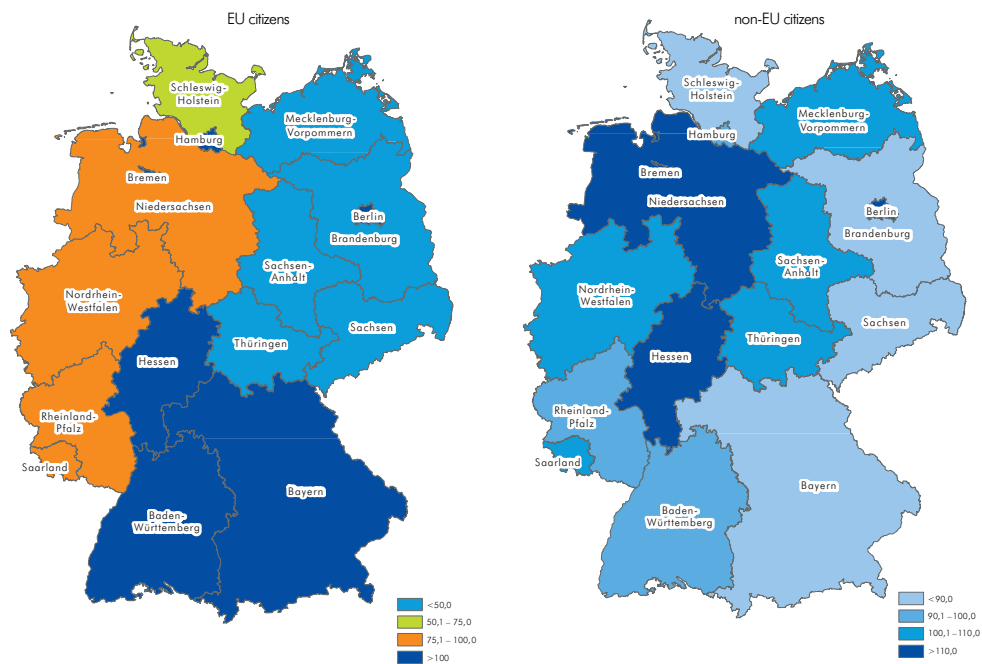 EU citizens
Schleswig-
Holstein
Mecklenburg-
Vorpommern
Hamburg
Bremen
Niedersachsen
Berlin
Brandenburg
Sachsen-
Anhalt
Nordrhein-
Westfalen
Sachsen
Thüringen
Hessen
Rheinland-
Pfalz
Saarland
Bayern
Baden-
Württemberg
<50,0
50,1 – 75,0
75,1 – 100,0
>100
non-EU citizens
Schleswig-
Holstein
Mecklenburg-
Vorpommern
Hamburg
Bremen
Niedersachsen
Berlin
Brandenburg
Sachsen-
Anhalt
Nordrhein-
Westfalen
Sachsen
Thüringen
Hessen
Rheinland-
Pfalz
Saarland
Bayern
Baden-
Württemberg
<90,0
90,1 –100,0
100,1 –110,0
>110,0